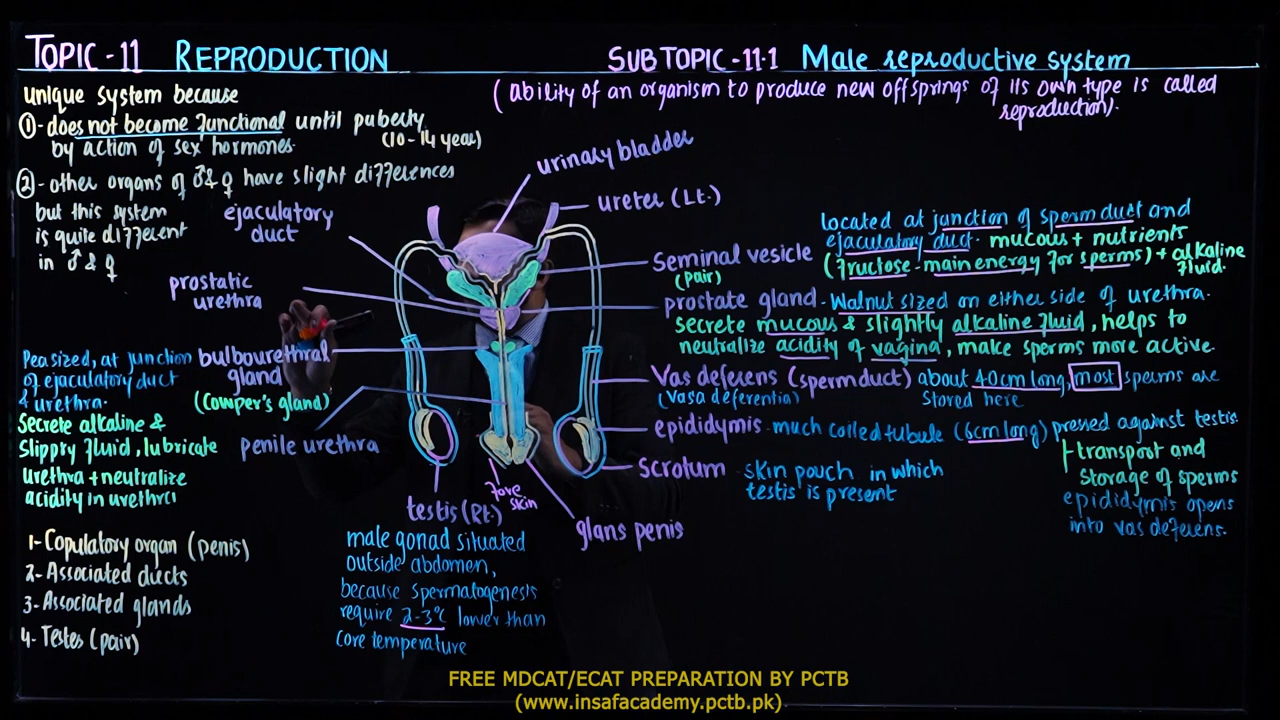 TOPIC-11 REPRODUCTION
SUBTOPIC-11.1 Male reproductive system
(ability of an organism to produce new offsprings of its own type is called
reproduction).
unique system because
①-does not become functional until puberty
(10-14 year)
by action of sex hormones.
②-other organs of ♂&♀ have slight differences
but this system
is quite different
in ♂&♀
ejaculatory
duct
prostatic
urethra
Pea sized, at junction
of ejaculatory duct
& urethra.
bulbourethral
gland
(Cowper's gland)
Secrete alkaline &
Slippry fluid, lubricate
urethra + neutralize
acidity in urethra
penile urethra
1-Copulatory organ (penis)
2-Associated ducts
3-Associated glands
4-Testes (pair)
urinary bladder
ureter (Lt.)
Seminal vesicle
(pair)
located at junction of sperm duct and
ejaculatory duct. mucous + nutrients
(fructose-main energy for sperms) + alkaline
fluid.
prostate gland-Walnut sized on either side of urethra.
secrete mucous & slightly alkaline fluid, helps to
neutralize acidity of vagina, make sperms more active.
Vas deferens (sperm duct) about 40cm long, most sperms are
(Vasa deferentia) Stored here
epididymis-much coiled tubule (6cm long) pressed against testis.
transport and
Storage of sperms
epididymis opens
into vas deferens.
Scrotum-skin pouch in which
testis is present
testis (Rt.)
fore
skin
glans penis
male gonad situated
outside abdomen,
because spermatogenesis
require 2-3°C lower than
core temperature
FREE MDCAT/ECAT PREPARATION BY PCTB
(www.insafacademy.pctb.pk)